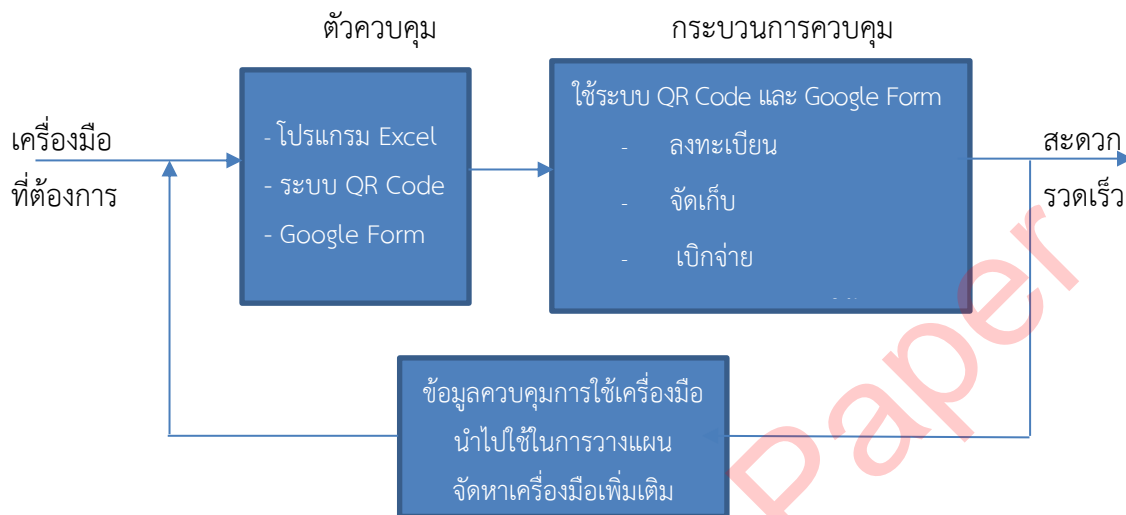 ตัวควบคุม
กระบวนการควบคุม
เครื่องมือ
ที่ต้องการ
- โปรแกรม Excel
- ระบบ QR Code
- Google Form
ใช้ระบบ QR Code และ Google Form
- ลงทะเบียน
- จัดเก็บ
- เบิกจ่าย
สะดวก
รวดเร็ว
ข้อมูลควบคุมการใช้เครื่องมือ
นำไปใช้ในการวางแผน
จัดหาเครื่องมือเพิ่มเติม
Paper